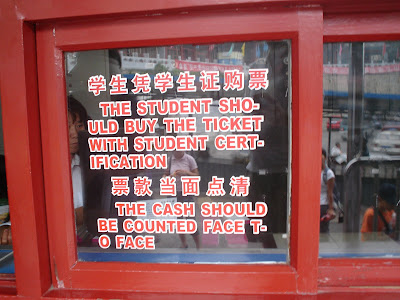 学生凭学生证购票
THE STUDENT SHO-
ULD BUY THE TICKET
WITH STUDENT CERT-
IFICATION
票款当面点清
THE CASH SHOULD
BE COUNTED FACE T-
O FACE